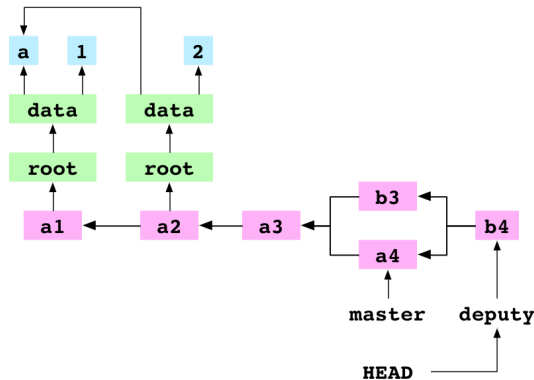 a 1 2
data data
root root
b3
a1 a2 a3 b4
a4
master deputy
HEAD